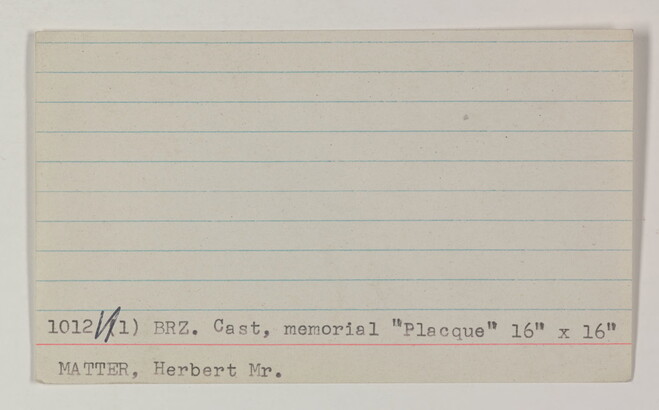 1012 (1) BRZ. Cast, memorial "Placque" 16" x 16"
MATTER, Herbert Mr.